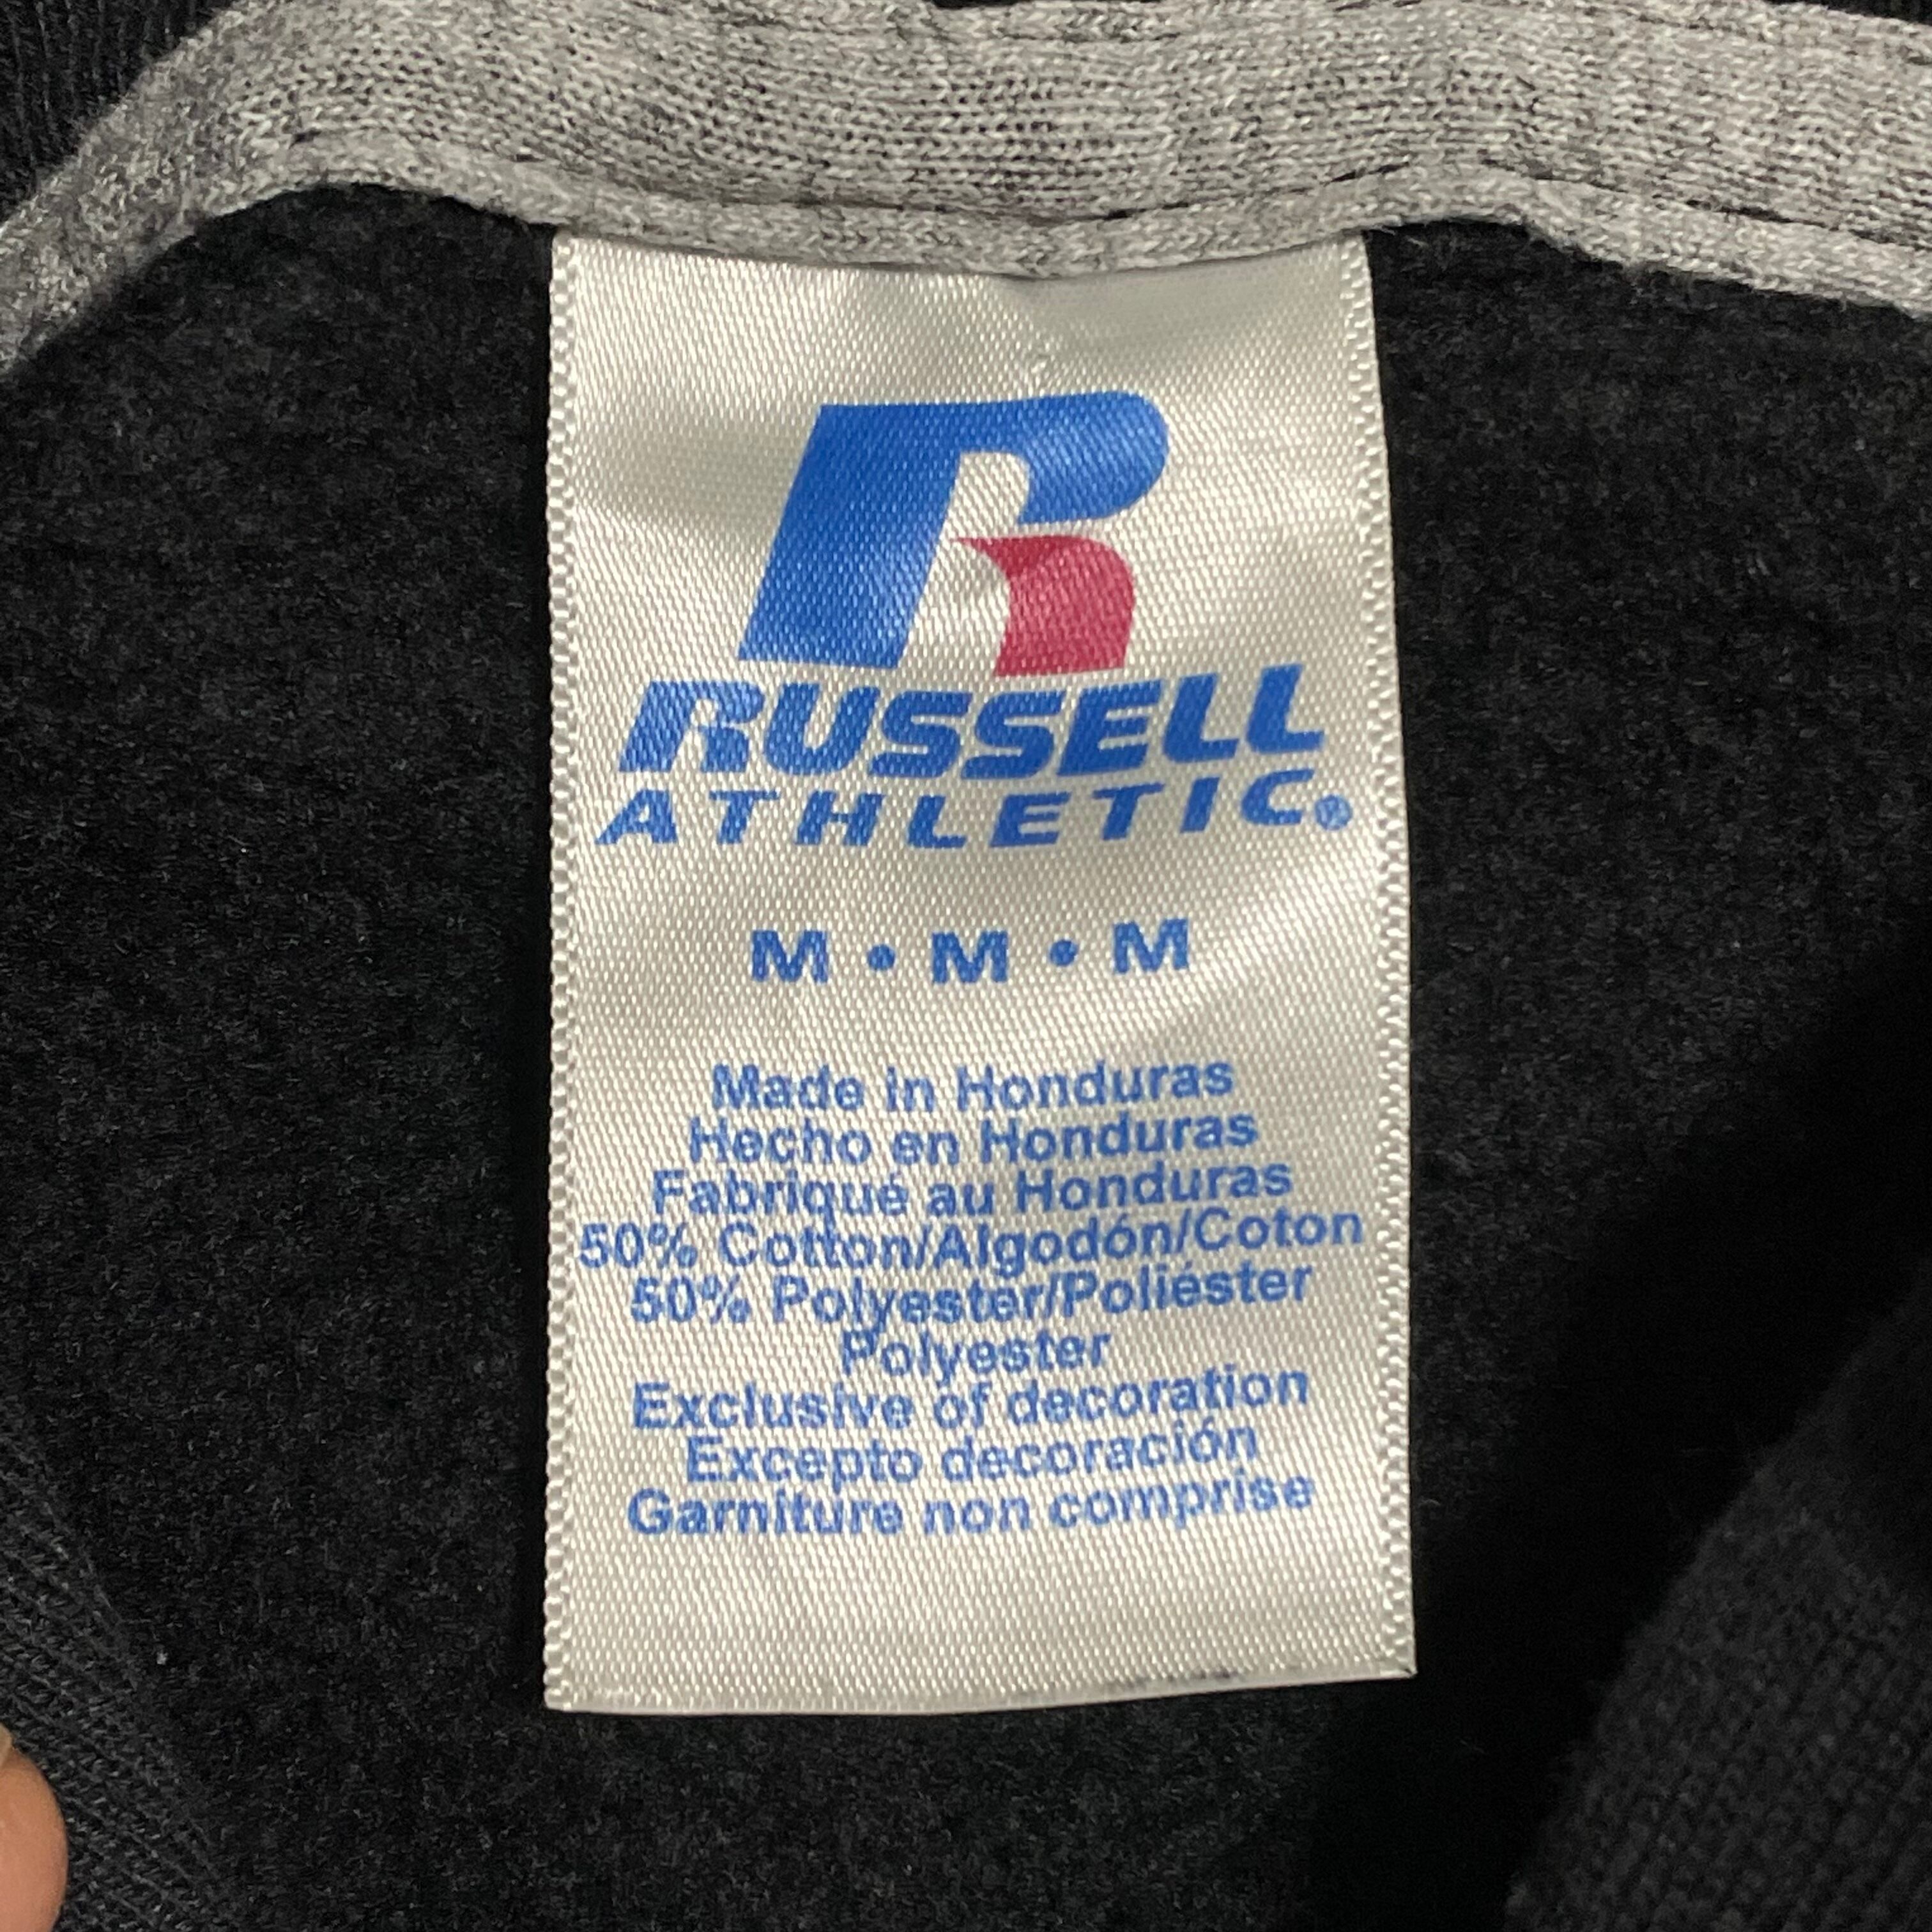 R
RUSSELL
ATHLETIC®
M • M • M
Made in Honduras
Hecho en Honduras
Fabriqué au Honduras
50% Cotton/Algodón/Coton
50% Polyester/Poliéster
Polyester
Exclusive of decoration
Excepto decoración
Garniture non comprise